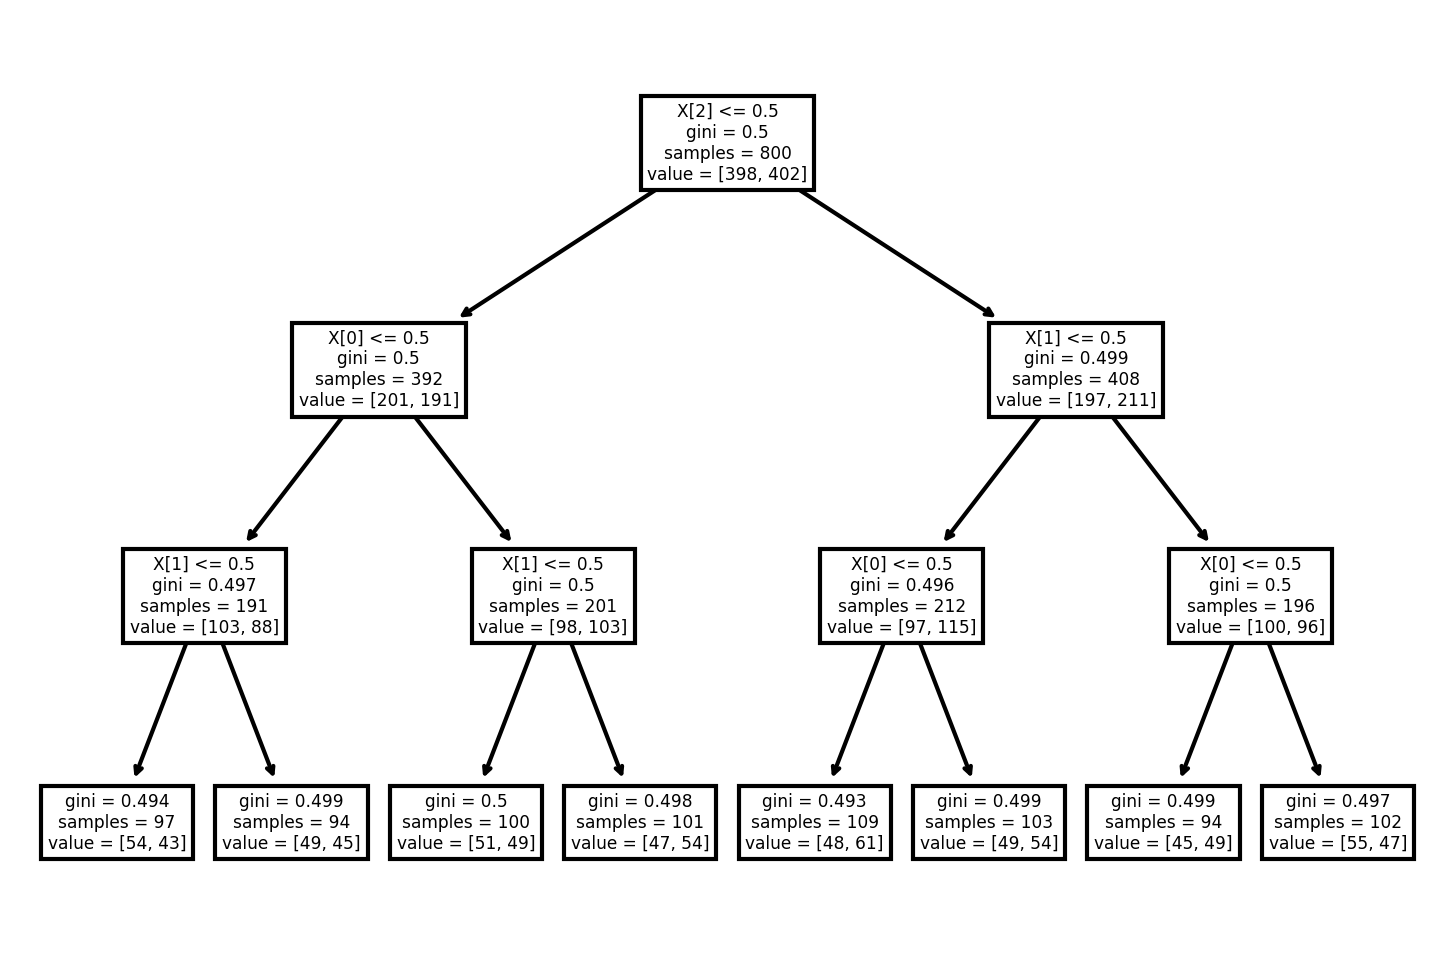 X[2] <= 0.5
gini = 0.5
samples = 800
value = [398, 402]
X[0] <= 0.5
gini = 0.5
samples = 392
value = [201, 191]
X[1] <= 0.5
gini = 0.499
samples = 408
value = [197, 211]
X[1] <= 0.5
gini = 0.497
samples = 191
value = [103, 88]
X[1] <= 0.5
gini = 0.5
samples = 201
value = [98, 103]
X[0] <= 0.5
gini = 0.496
samples = 212
value = [97, 115]
X[0] <= 0.5
gini = 0.5
samples = 196
value = [100, 96]
gini = 0.494
samples = 97
value = [54, 43]
gini = 0.499
samples = 94
value = [49, 45]
gini = 0.5
samples = 100
value = [51, 49]
gini = 0.498
samples = 101
value = [47, 54]
gini = 0.493
samples = 109
value = [48, 61]
gini = 0.499
samples = 103
value = [49, 54]
gini = 0.499
samples = 94
value = [45, 49]
gini = 0.497
samples = 102
value = [55, 47]